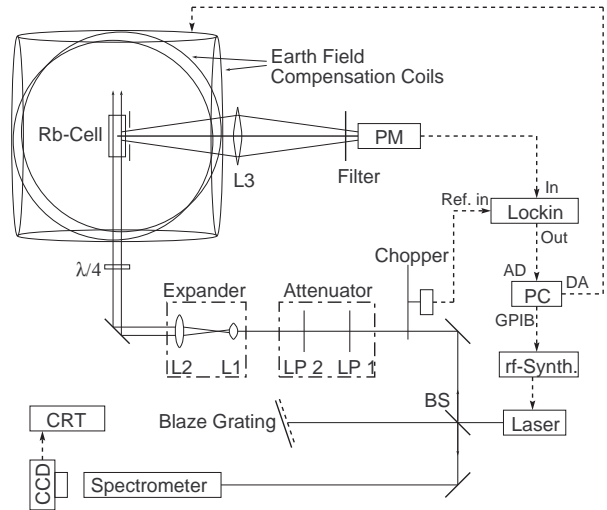 Earth Field
Compensation Coils
Rb-Cell
PM
L3
Filter
In
Ref. in
Lockin
Out
Chopper
λ/4
AD
DA
PC
GPIB
Expander
Attenuator
L2
L1
LP 2
LP 1
rf-Synth.
BS
Blaze Grating
Laser
CRT
CCD
Spectrometer